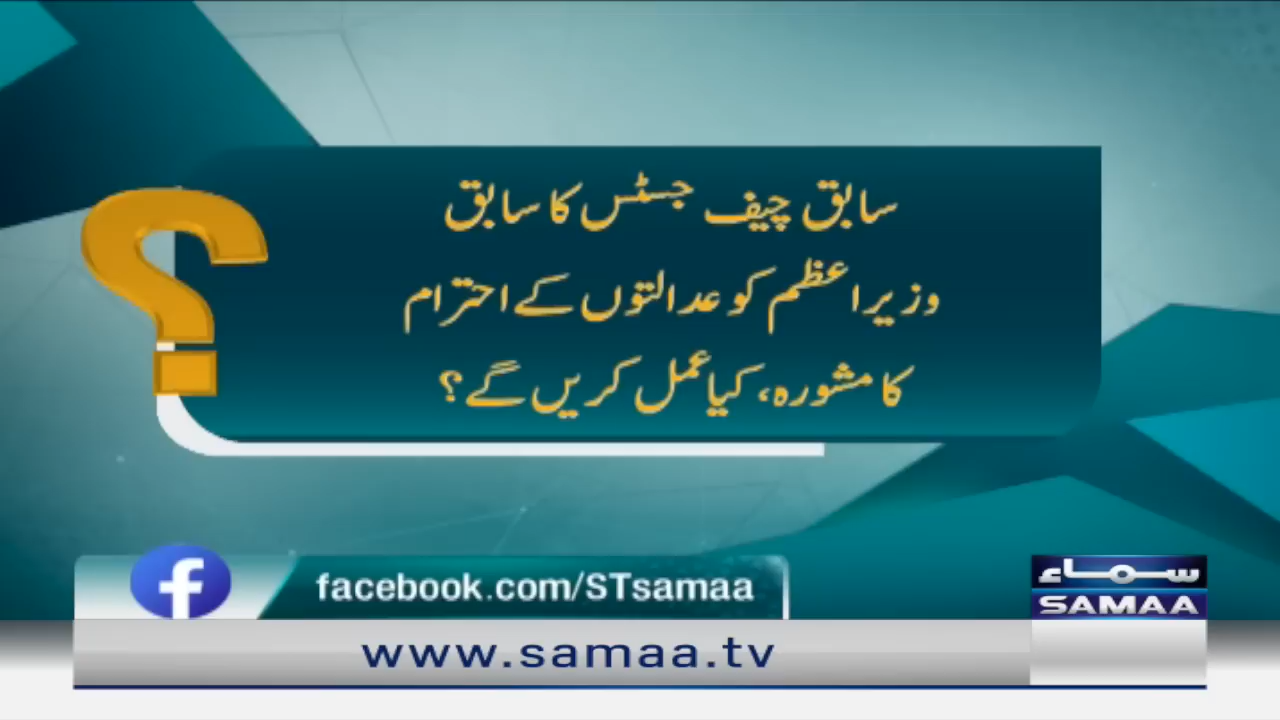 سابق چیف جسٹس کا سابق
وزیراعظم کو عدالتوں کے احترام
کا مشورہ، کیا عمل کریں گے؟
facebook.com/STsamaa
سماء
SAMAA
www.samaa.tv